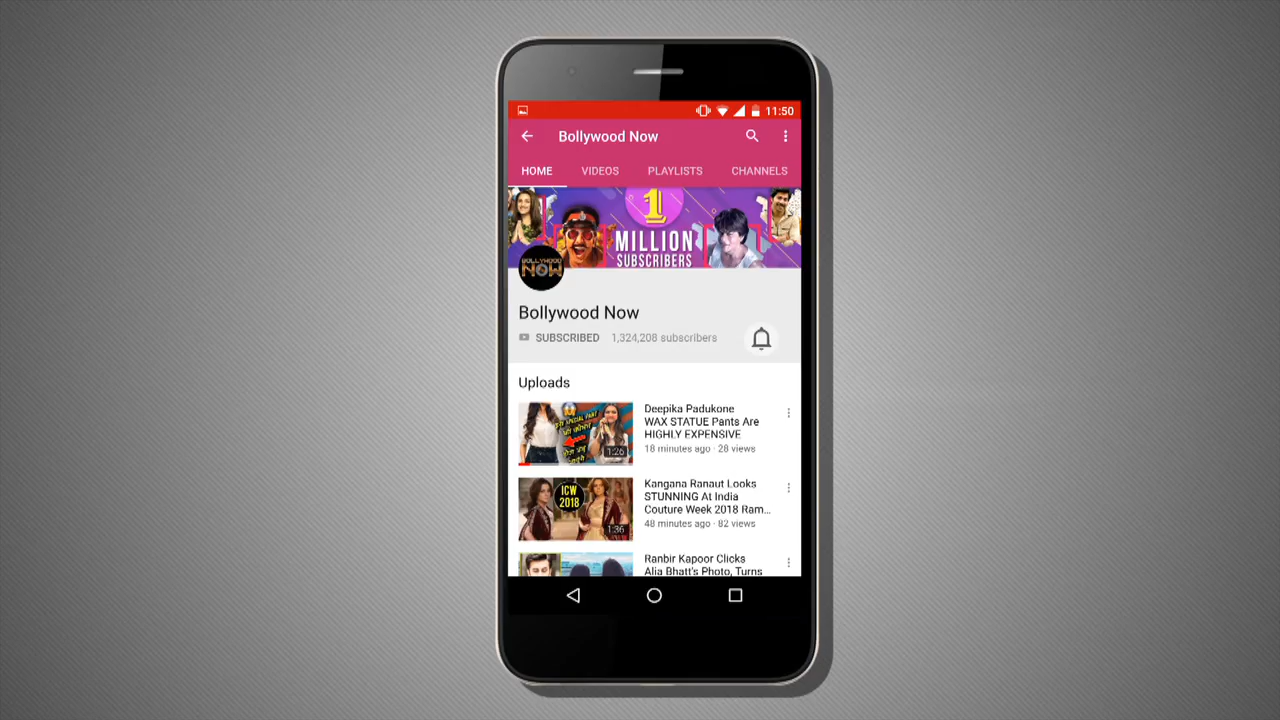 11:50
Bollywood Now
HOME VIDEOS PLAYLISTS CHANNELS
1
MILLION
SUBSCRIBERS
BOLLYWOOD
NOW
Bollywood Now
SUBSCRIBED 1,324,208 subscribers
Uploads
Deepika Padukone
WAX STATUE Pants Are
HIGHLY EXPENSIVE
18 minutes ago · 28 views
1:26
Kangana Ranaut Looks
STUNNING At India
Couture Week 2018 Ram...
48 minutes ago · 82 views
ICW
2018
1:36
Ranbir Kapoor Clicks
Alia Bhatt's Photo, Turns